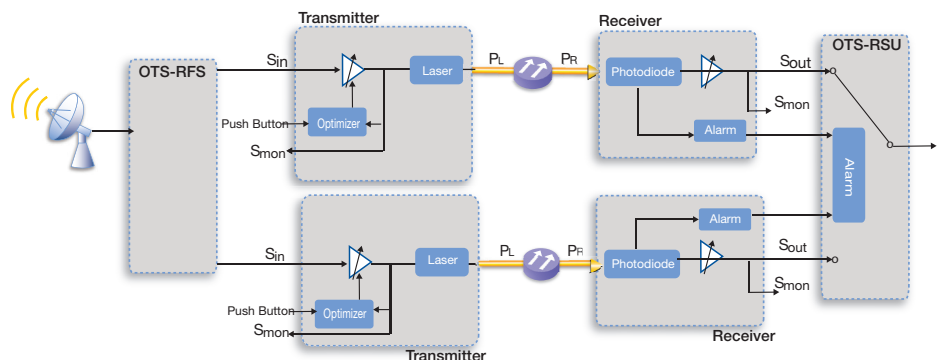 Transmitter
Receiver
OTS-RFS
Sin
Laser
PL
PR
Photodiode
Sout
OTS-RSU
Push Button
Optimizer
Smon
Alarm
Smon
Alarm
Sin
Laser
PL
PR
Photodiode
Alarm
Sout
Smon
Push Button
Optimizer
Smon
Transmitter
Receiver